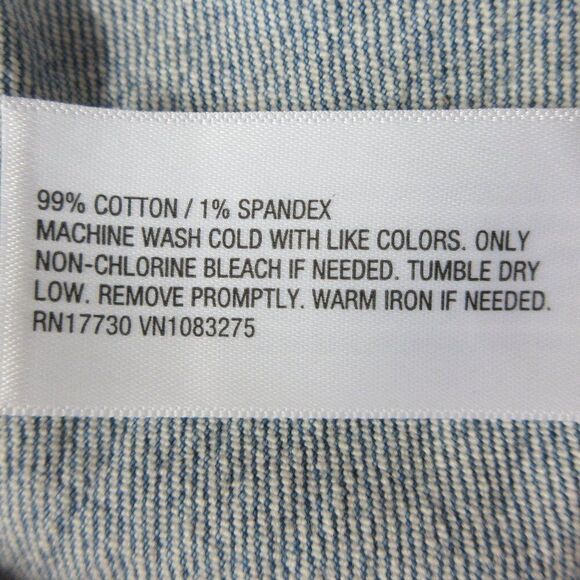 99% COTTON / 1% SPANDEX
MACHINE WASH COLD WITH LIKE COLORS. ONLY
NON-CHLORINE BLEACH IF NEEDED. TUMBLE DRY
LOW. REMOVE PROMPTLY. WARM IRON IF NEEDED.
RN17730 VN1083275